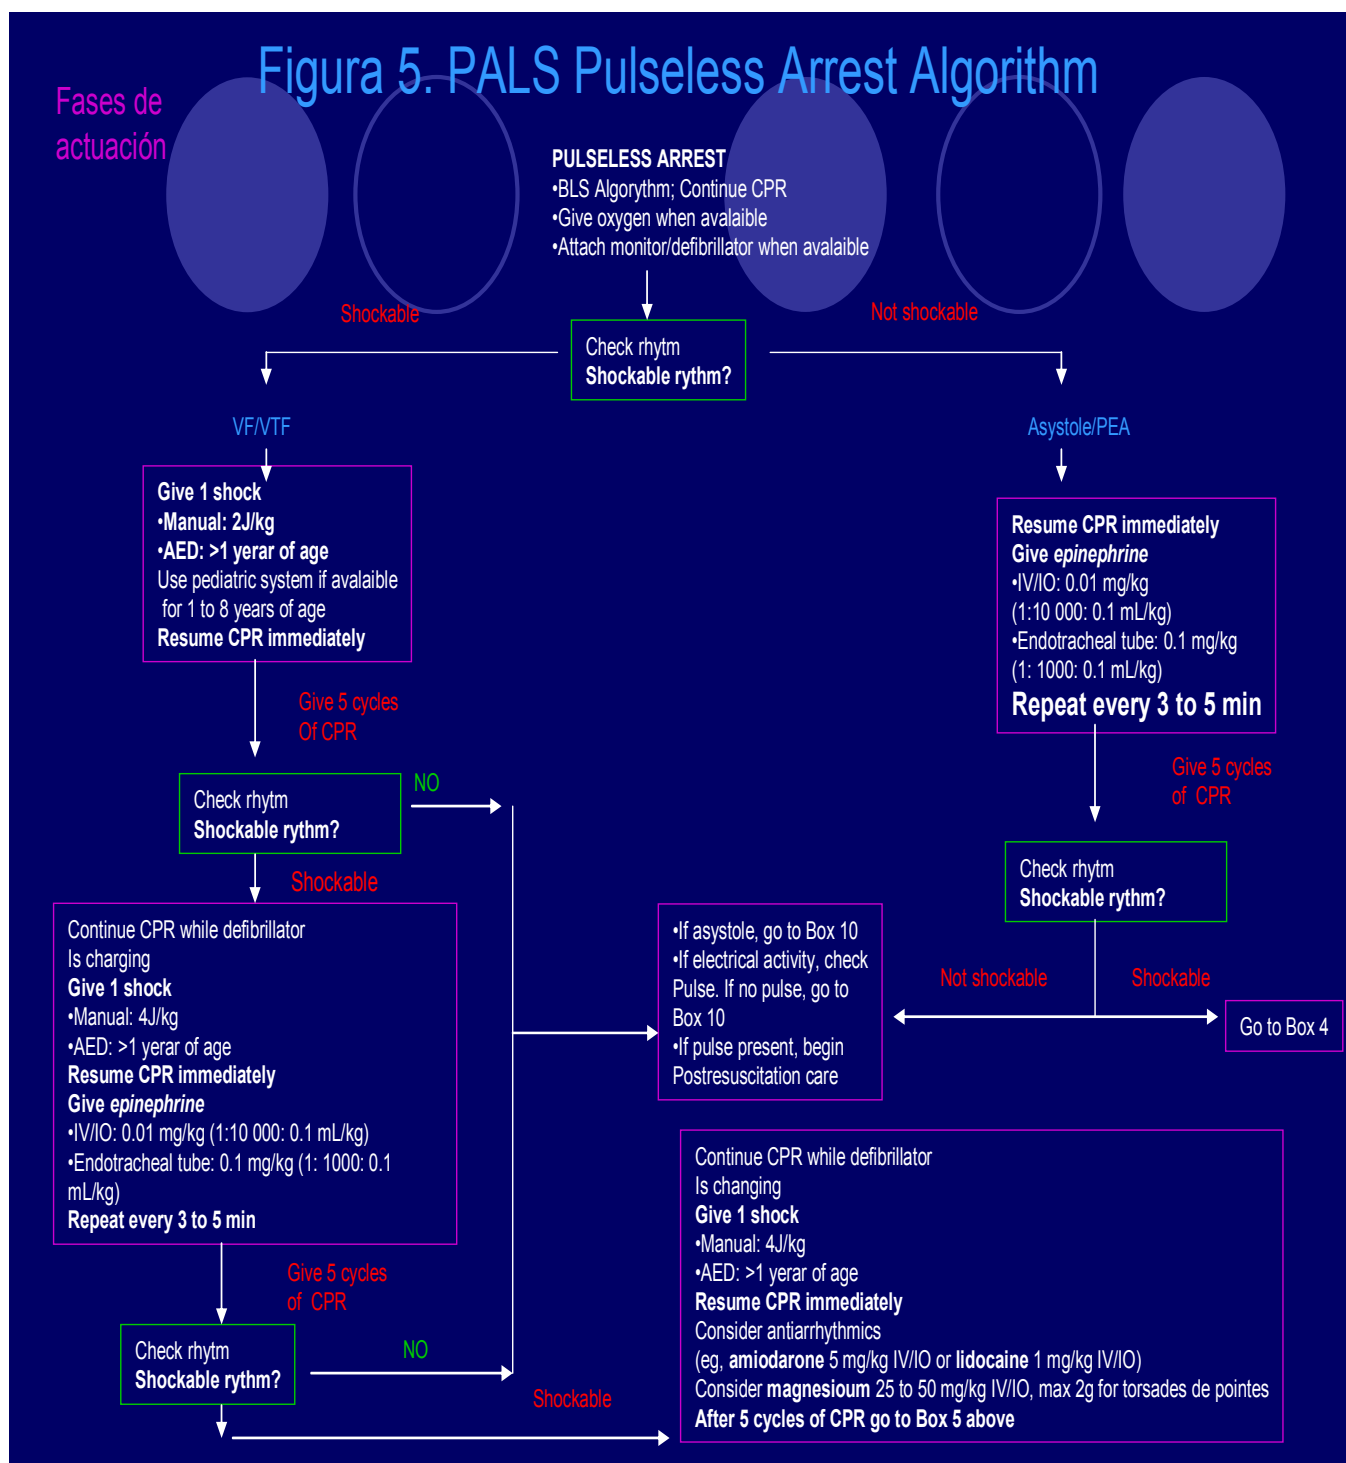 Figura 5. PALS Pulseless Arrest Algorithm
Fases de
actuación
PULSELESS ARREST
•BLS Algorythm; Continue CPR
•Give oxygen when avalaible
•Attach monitor/defibrillator when avalaible
Shockable
Not shockable
Check rhytm
Shockable rythm?
VF/VTF
Asystole/PEA
Give 1 shock
•Manual: 2J/kg
•AED: >1 yerar of age
Use pediatric system if avalaible
for 1 to 8 years of age
Resume CPR immediately
Resume CPR immediately
Give epinephrine
•IV/IO: 0.01 mg/kg
(1:10 000: 0.1 mL/kg)
•Endotracheal tube: 0.1 mg/kg
(1: 1000: 0.1 mL/kg)
Repeat every 3 to 5 min
Give 5 cycles
Of CPR
Give 5 cycles
of CPR
Check rhytm
Shockable rythm?
NO
Check rhytm
Shockable rythm?
Shockable
Continue CPR while defibrillator
Is charging
Give 1 shock
•Manual: 4J/kg
•AED: >1 yerar of age
Resume CPR immediately
Give epinephrine
•IV/IO: 0.01 mg/kg (1:10 000: 0.1 mL/kg)
•Endotracheal tube: 0.1 mg/kg (1: 1000: 0.1
mL/kg)
Repeat every 3 to 5 min
•If asystole, go to Box 10
•If electrical activity, check
Pulse. If no pulse, go to
Box 10
•If pulse present, begin
Postresuscitation care
Not shockable
Shockable
Go to Box 4
Give 5 cycles
of CPR
Check rhytm
Shockable rythm?
NO
Shockable
Continue CPR while defibrillator
Is changing
Give 1 shock
•Manual: 4J/kg
•AED: >1 yerar of age
Resume CPR immediately
Consider antiarrhythmics
(eg, amiodarone 5 mg/kg IV/IO or lidocaine 1 mg/kg IV/IO)
Consider magnesioum 25 to 50 mg/kg IV/IO, max 2g for torsades de pointes
After 5 cycles of CPR go to Box 5 above